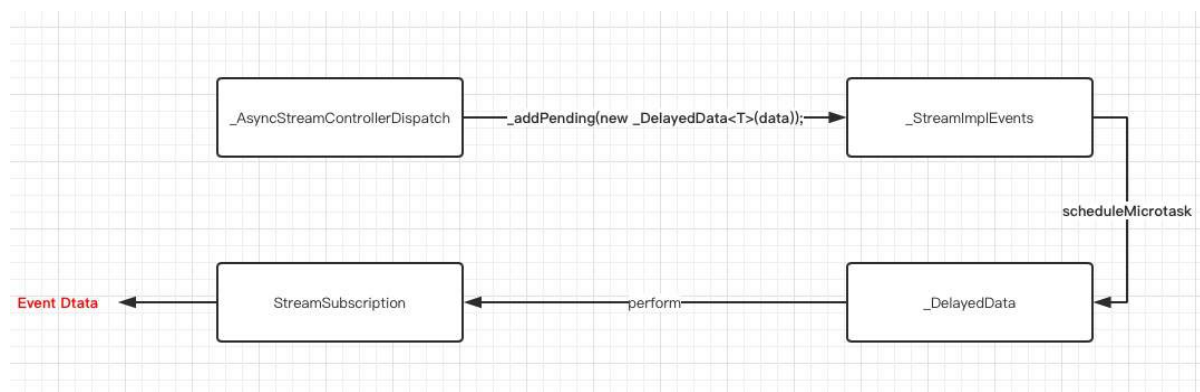 _AsyncStreamControllerDispatch
_addPending(new _DelayedData<T>(data));
_StreamImplEvents
scheduleMicrotask
Event Dtata
StreamSubscription
perform
_DelayedData